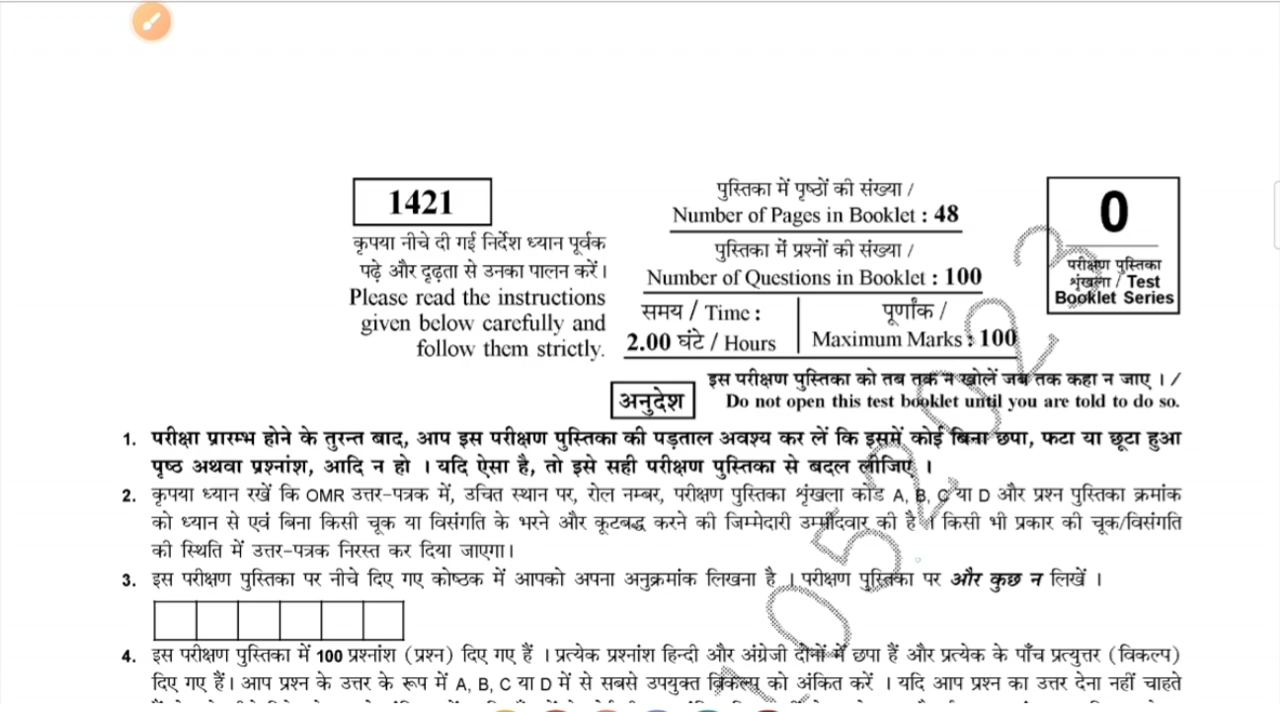 1421
कृपया नीचे दी गई निर्देश ध्यान पूर्वक
पढ़े और दृढ़ता से उनका पालन करें।
Please read the instructions
given below carefully and
follow them strictly.
पुस्तिका में पृष्ठों की संख्या /
Number of Pages in Booklet : 48
पुस्तिका में प्रश्नों की संख्या /
Number of Questions in Booklet : 100
समय / Time :
2.00 घंटे / Hours
पूर्णांक /
Maximum Marks : 100
0
परीक्षण पुस्तिका
शृंखला / Test
Booklet Series
इस परीक्षण पुस्तिका को तब तक न खोलें जब तक कहा न जाए । /
अनुदेश
Do not open this test booklet until you are told to do so.
1. परीक्षा प्रारम्भ होने के तुरन्त बाद, आप इस परीक्षण पुस्तिका की पड़ताल अवश्य कर लें कि इसमें कोई बिना छपा, फटा या छूटा हुआ
पृष्ठ अथवा प्रश्नांश, आदि न हो । यदि ऐसा है, तो इसे सही परीक्षण पुस्तिका से बदल लीजिए ।
2. कृपया ध्यान रखें कि OMR उत्तर-पत्रक में, उचित स्थान पर, रोल नम्बर, परीक्षण पुस्तिका शृंखला कोड A, B, C या D और प्रश्न पुस्तिका क्रमांक
को ध्यान से एवं बिना किसी चूक या विसंगति के भरने और कूटबद्ध करने की जिम्मेदारी उम्मीदवार की है । किसी भी प्रकार की चूक/विसंगति
की स्थिति में उत्तर-पत्रक निरस्त कर दिया जाएगा।
3. इस परीक्षण पुस्तिका पर नीचे दिए गए कोष्ठक में आपको अपना अनुक्रमांक लिखना है । परीक्षण पुस्तिका पर और कुछ न लिखें ।
4. इस परीक्षण पुस्तिका में 100 प्रश्नांश (प्रश्न) दिए गए हैं । प्रत्येक प्रश्नांश हिन्दी और अंग्रेजी दोनों में छपा हैं और प्रत्येक के पाँच प्रत्युत्तर (विकल्प)
दिए गए हैं। आप प्रश्न के उत्तर के रूप में A, B, C या D में से सबसे उपयुक्त विकल्प को अंकित करें । यदि आप प्रश्न का उत्तर देना नहीं चाहते